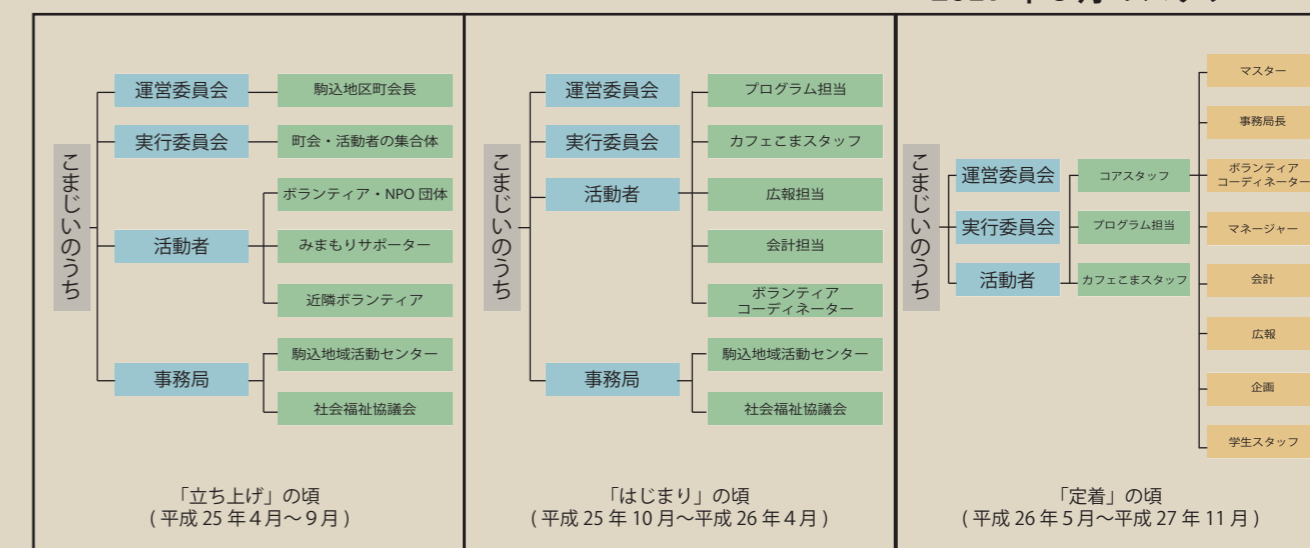 こまじいのうち
運営委員会
駒込地区町会長
実行委員会
町会・活動者の集合体
活動者
ボランティア・NPO 団体
みまもりサポーター
近隣ボランティア
事務局
駒込地域活動センター
社会福祉協議会
「立ち上げ」の頃
( 平成 25 年 4 月～ 9 月 )
こまじいのうち
運営委員会
実行委員会
活動者
プログラム担当
カフェこまスタッフ
広報担当
会計担当
ボランティア
コーディネーター
事務局
駒込地域活動センター
社会福祉協議会
「はじまり」の頃
( 平成 25 年 10 月～平成 26 年 4 月 )
こまじいのうち
運営委員会
実行委員会
活動者
コアスタッフ
プログラム担当
カフェこまスタッフ
マスター
事務局長
ボランティア
コーディネーター
マネージャー
会計
広報
企画
学生スタッフ
「定着」の頃
( 平成 26 年 5 月～平成 27 年 11 月 )